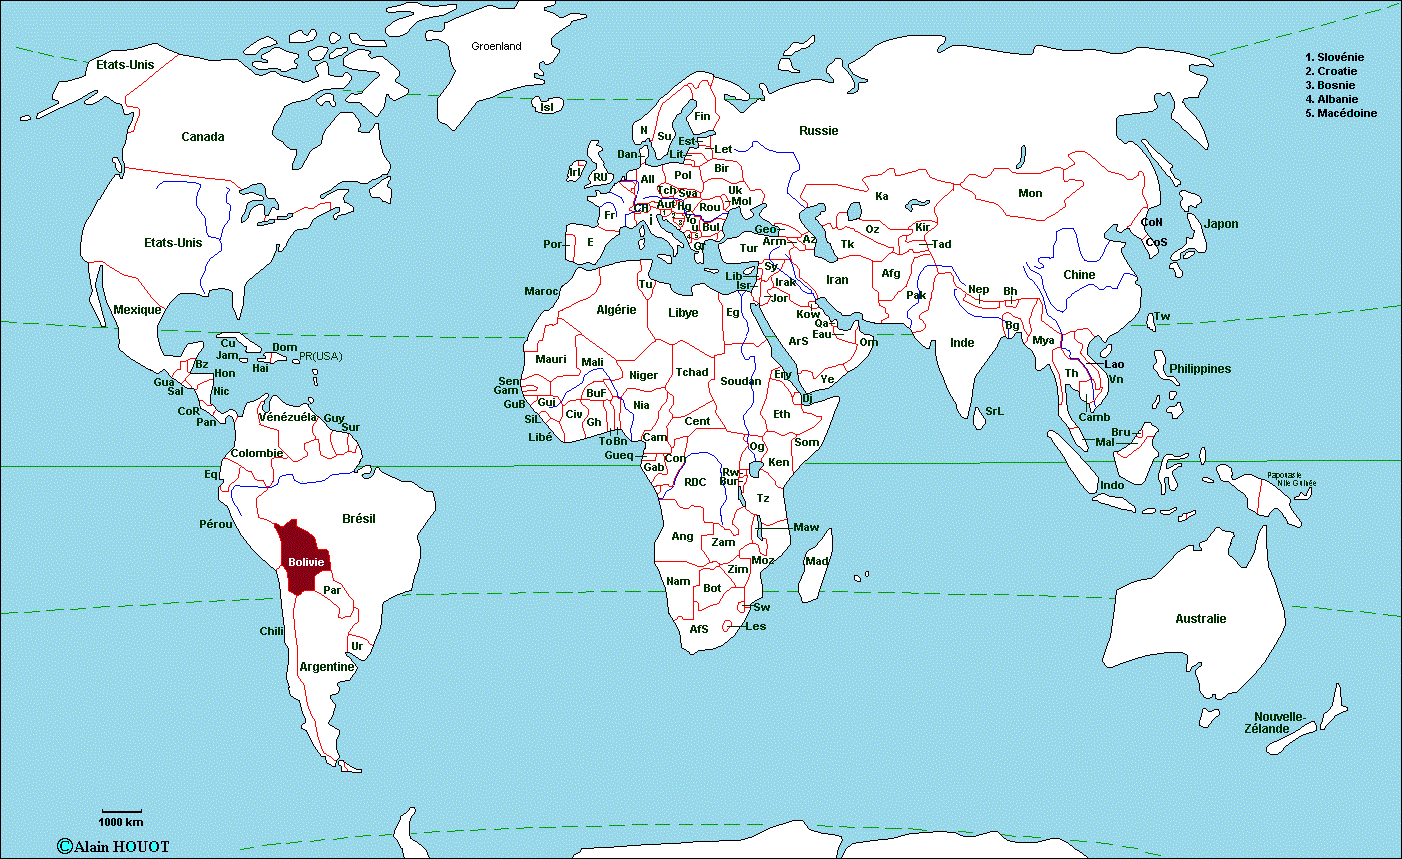 Groenland
Etats-Unis
1. Slovénie
2. Croatie
3. Bosnie
4. Albanie
5. Macédoine
Isl
Canada
Russie
Fin
N
Su
Est
Let
Dan
Lit
Irl
RU
All
Pol
Bir
Tch
Sva
Uk
Mol
Ka
Mon
Aut
Hg
Rou
CH
Fr
I
Bul
Por
E
Gr
Tur
Geo
Arm
Az
Tk
Oz
Kir
Tad
CoN
CoS
Japon
Etats-Unis
Mexique
Maroc
Algérie
Tu
Libye
Eg
Lib
Isr
Sy
Irak
Jor
Kow
Qa
Eau
ArS
Om
Ye
Iran
Afg
Pak
Nep
Bh
Bg
Inde
Mya
Chine
Tw
Lao
Th
Vn
Camb
Philippines
SrL
Cu
Jam
Dom
Hai
PR(USA)
Bz
Hon
Gua
Sal
Nic
CoR
Pan
Mauri
Mali
Niger
Tchad
Soudan
Ery
Dj
Sen
Gam
GuB
Gui
SiL
Libé
BuF
Civ
Gh
ToBn
Nia
Cent
Eth
Som
Cam
Gueq
Gab
Con
RDC
Og
Ken
Rw
Bur
Tz
Bru
Mal
Indo
Papouasie
Nlle Guinée
Vénézuéla
Guy
Sur
Colombie
Eq
Pérou
Brésil
Bolivie
Par
Chili
Ur
Argentine
Ang
Zam
Maw
Moz
Mad
Zim
Nam
Bot
Sw
AfS
Les
Australie
Nouvelle-
Zélande
1000 km
©Alain HOUOT